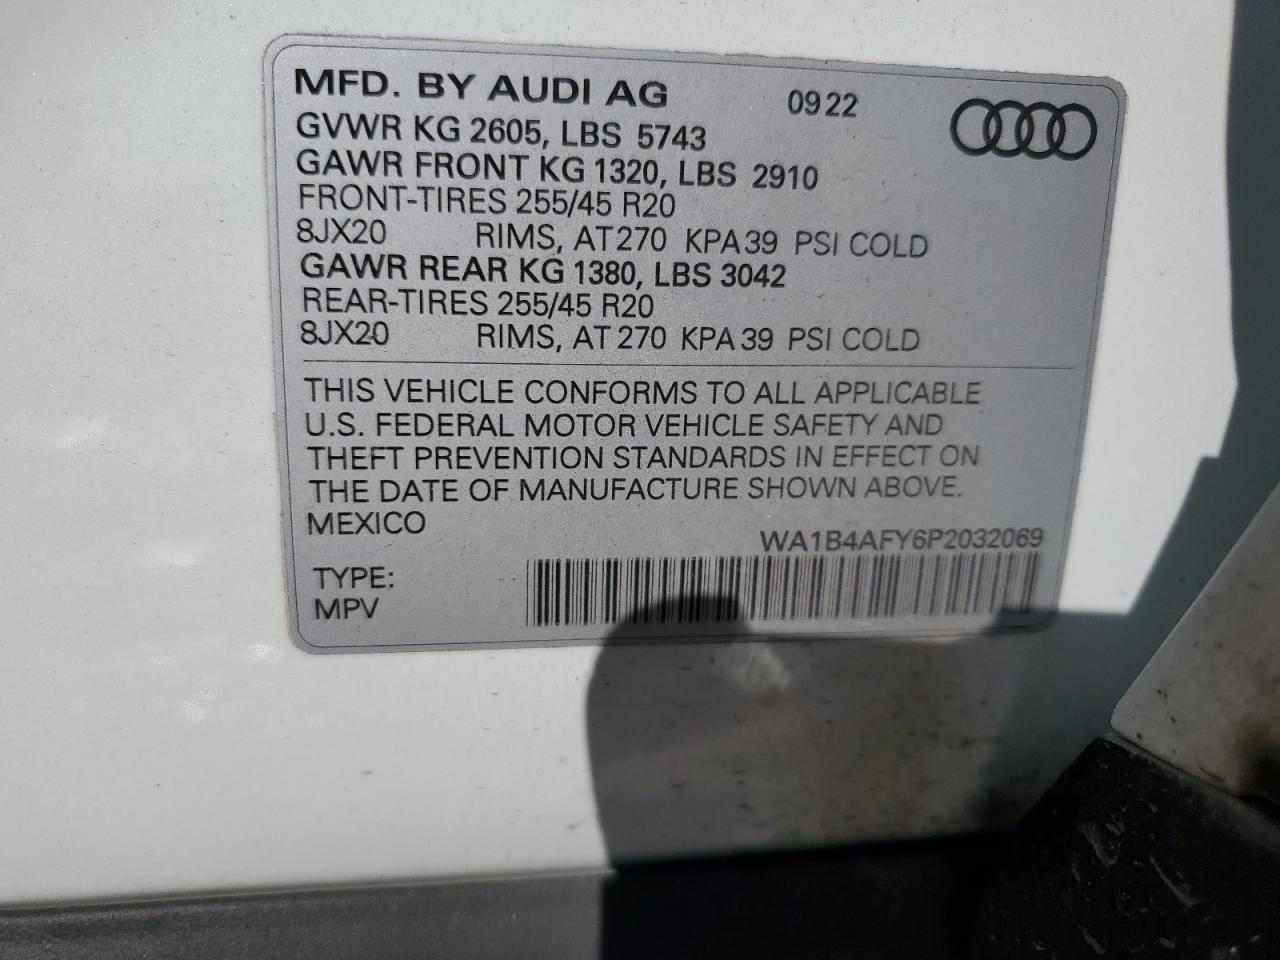 MFD. BY AUDI AG 0922
GVWR KG 2605, LBS 5743
GAWR FRONT KG 1320, LBS 2910
FRONT-TIRES 255/45 R20
8JX20 RIMS, AT 270 KPA 39 PSI COLD
GAWR REAR KG 1380, LBS 3042
REAR-TIRES 255/45 R20
8JX20 RIMS, AT 270 KPA 39 PSI COLD
THIS VEHICLE CONFORMS TO ALL APPLICABLE
U.S. FEDERAL MOTOR VEHICLE SAFETY AND
THEFT PREVENTION STANDARDS IN EFFECT ON
THE DATE OF MANUFACTURE SHOWN ABOVE.
MEXICO
WA1B4AFY6P2032069
TYPE:
MPV